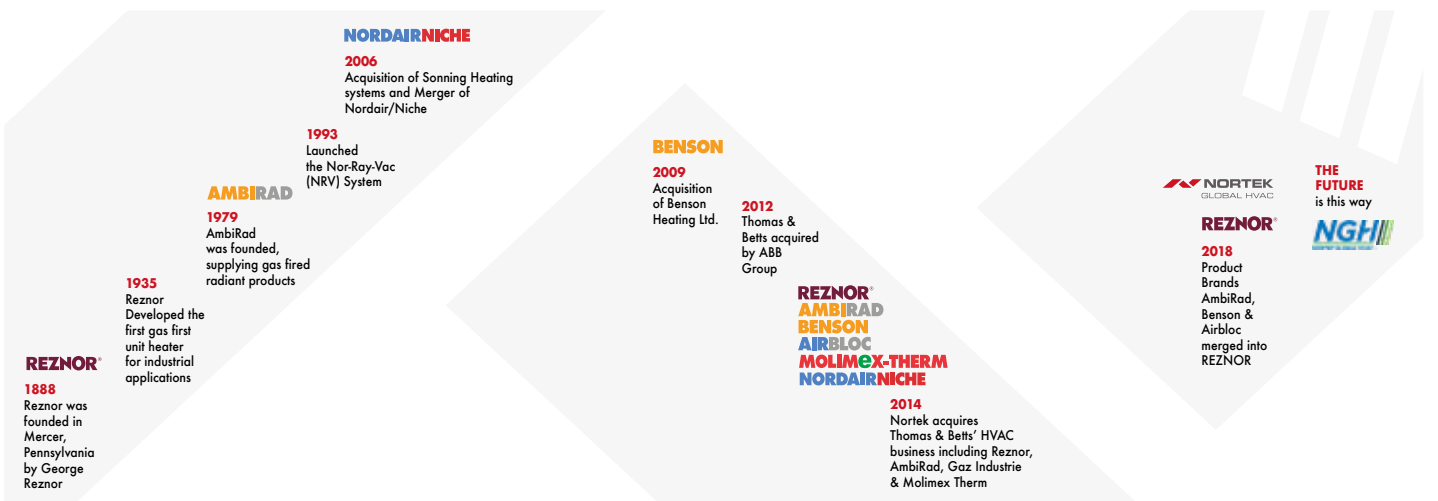 REZNOR®
1888
Reznor was
founded in
Mercer,
Pennsylvania
by George
Reznor
1935
Reznor
Developed the
first gas first
unit heater
for industrial
applications
AMBIRAD
1979
AmbiRad
was founded,
supplying gas fired
radiant products
1993
Launched
the Nor-Ray-Vac
(NRV) System
NORDAIRNICHE
2006
Acquisition of Sonning Heating
systems and Merger of
Nordair/Niche
BENSON
2009
Acquisition
of Benson
Heating Ltd.
2012
Thomas &
Betts acquired
by ABB
Group
REZNOR®
AMBIRAD
BENSON
AIRBLOC
MOLIMeX-THERM
NORDAIRNICHE
2014
Nortek acquires
Thomas & Betts’ HVAC
business including Reznor,
AmbiRad, Gaz Industrie
& Molimex Therm
NORTEK
GLOBAL HVAC
REZNOR®
2018
Product
Brands
AmbiRad,
Benson &
Airbloc
merged into
REZNOR
THE
FUTURE
is this way
NGH